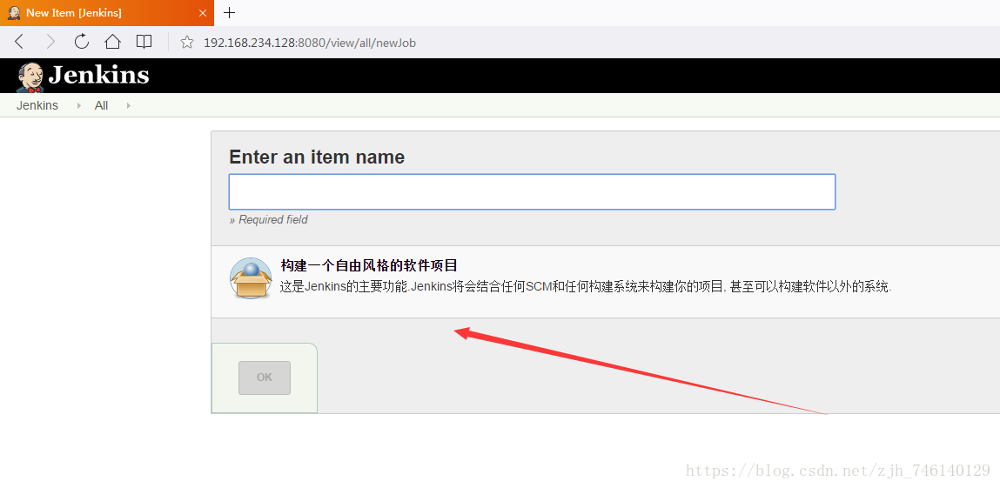 New Item [Jenkins]
192.168.234.128:8080/view/all/newJob
Jenkins
Jenkins
All
Enter an item name
» Required field
构建一个自由风格的软件项目
这是Jenkins的主要功能.Jenkins将会结合任何SCM和任何构建系统来构建你的项目, 甚至可以构建软件以外的系统.
OK
https://blog.csdn.net/zjh_746140129